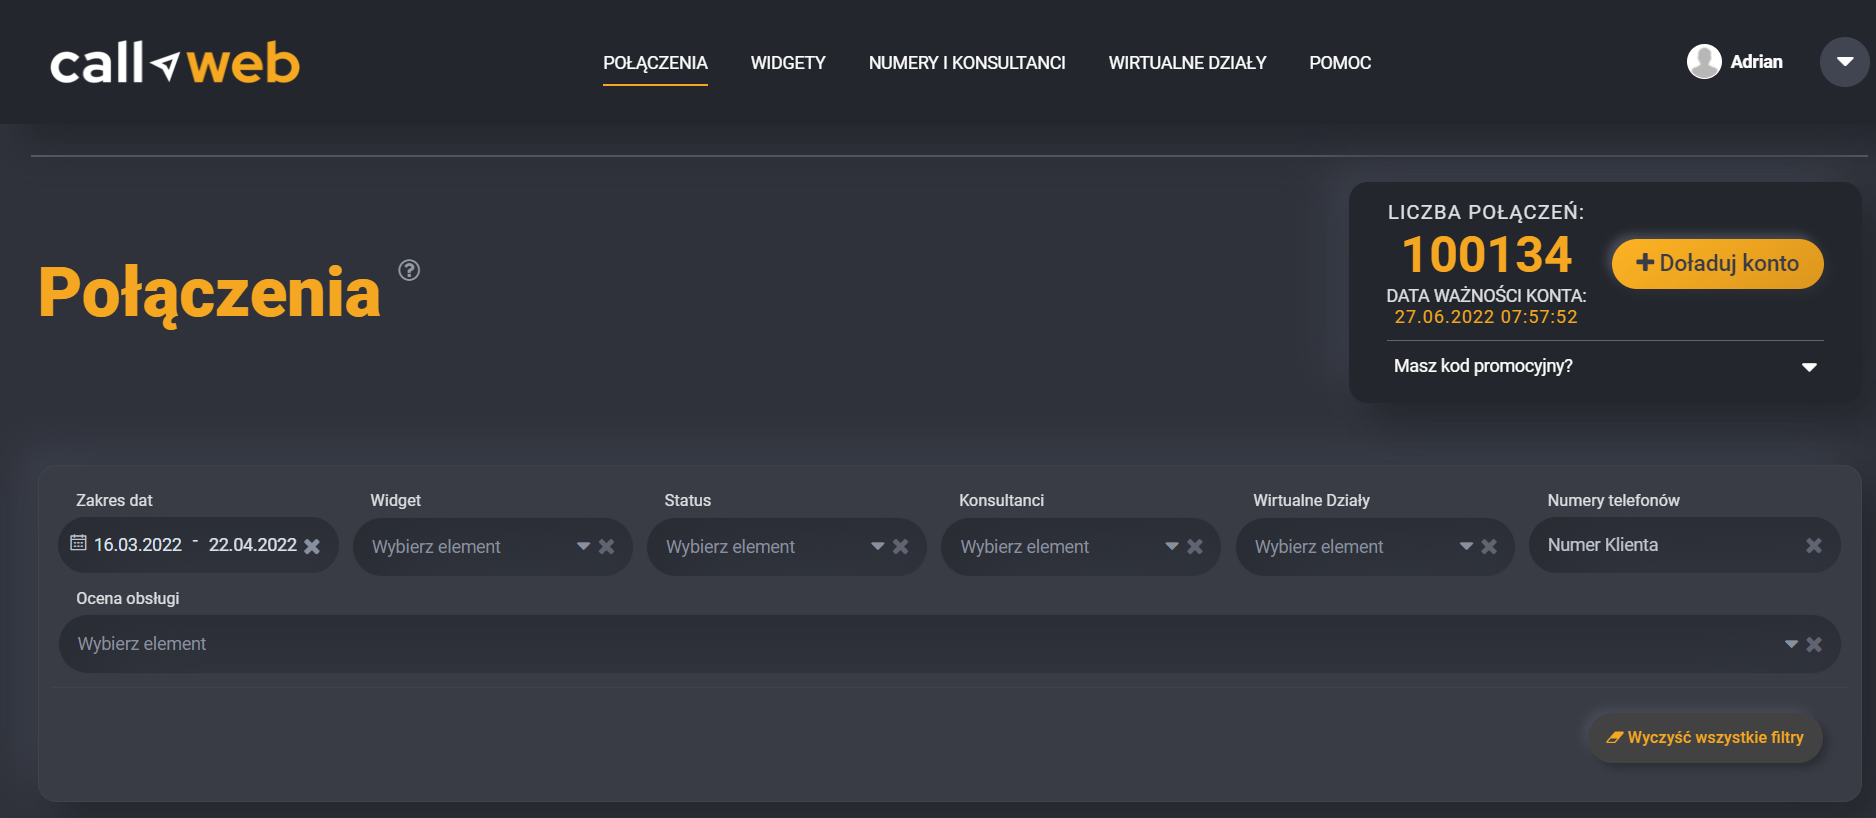 call web
POŁĄCZENIA
WIDGETY
NUMERY I KONSULTANCI
WIRTUALNE DZIAŁY
POMOC
Adrian
Połączenia
?
LICZBA POŁĄCZEŃ:
100134
DATA WAŻNOŚCI KONTA:
27.06.2022 07:57:52
Doładuj konto
Masz kod promocyjny?
Zakres dat
16.03.2022 - 22.04.2022
Widget
Wybierz element
Status
Wybierz element
Konsultanci
Wybierz element
Wirtualne Działy
Wybierz element
Numery telefonów
Numer Klienta
Ocena obsługi
Wybierz element
Wyczyść wszystkie filtry